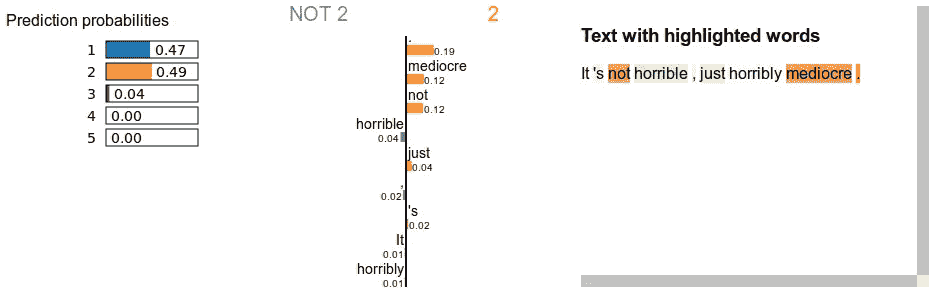 Prediction probabilities
1 0.47
2 0.49
3 0.04
4 0.00
5 0.00
NOT 2 2
.
0.19
mediocre
0.12
not
0.12
horrible
0.04
just
0.04
,
0.02
's
0.02
It
0.01
horribly
0.01
Text with highlighted words
It 's not horrible , just horribly mediocre .